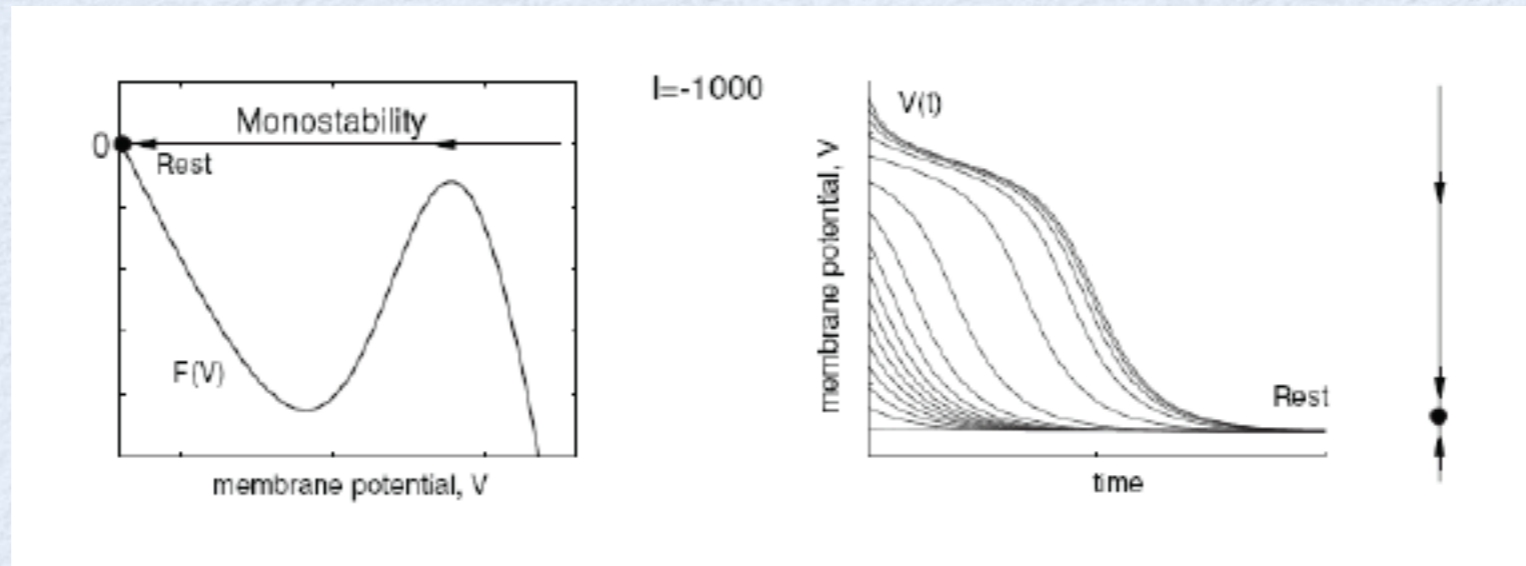 I=-1000
Monostability
0
Rest
F(V)
membrane potential, V
V(t)
membrane potential, V
Rest
time